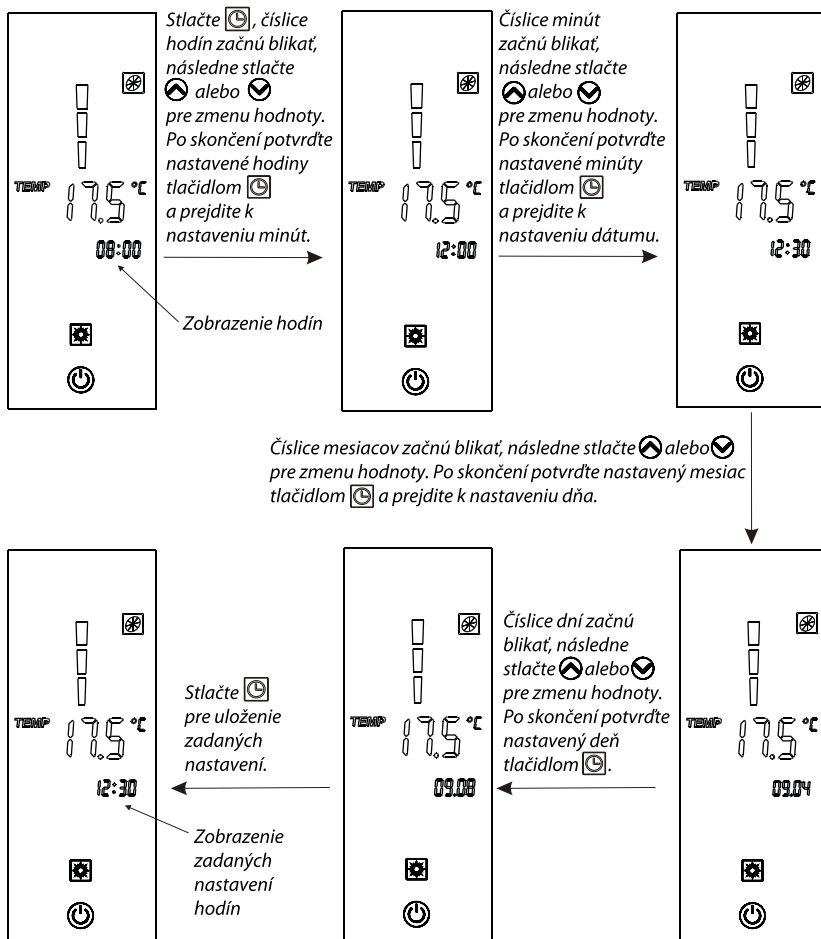 Stlačte , číslice
hodín začnú blikať,
následne stlačte
alebo
pre zmenu hodnoty.
Po skončení potvrďte
nastavené hodiny
tlačidlom
a prejdite k
nastaveniu minút.
Číslice minút
začnú blikať,
následne stlačte
alebo
pre zmenu hodnoty.
Po skončení potvrďte
nastavené minúty
tlačidlom
a prejdite k
nastaveniu dátumu.
TEMP 17.5 °C
08:00
Zobrazenie hodín
TEMP 17.5 °C
12:00
TEMP 17.5 °C
12:30
Číslice mesiacov začnú blikať, následne stlačte alebo
pre zmenu hodnoty. Po skončení potvrďte nastavený mesiac
tlačidlom a prejdite k nastaveniu dňa.
TEMP 17.5 °C
09.04
Číslice dní začnú
blikať, následne
stlačte alebo
pre zmenu hodnoty.
Po skončení potvrďte
nastavený deň
tlačidlom .
TEMP 17.5 °C
09.08
Stlačte
pre uloženie
zadaných
nastavení.
TEMP 17.5 °C
12:30
Zobrazenie
zadaných
nastavení
hodín